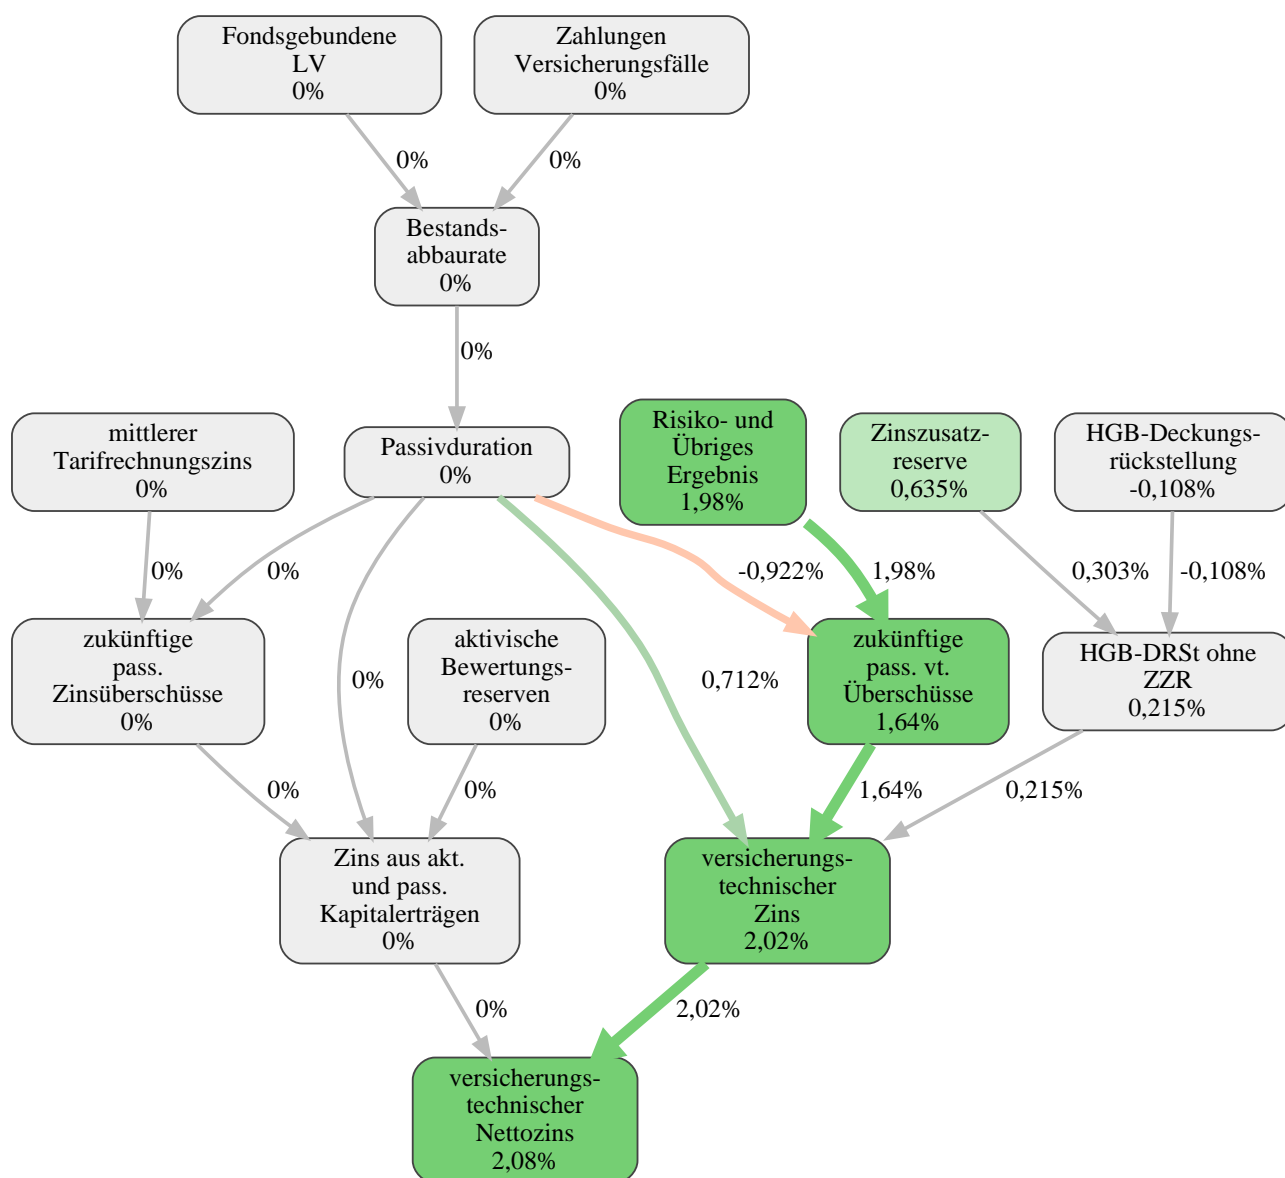 Fondsgebundene
LV
0%
Zahlungen
Versicherungsfälle
0%
0%
0%
Bestands-
abbaurate
0%
0%
mittlerer
Tarifrechnungszins
0%
Passivduration
0%
Risiko- und
Übriges
Ergebnis
1,98%
Zinszusatz-
reserve
0,635%
HGB-Deckungs-
rückstellung
-0,108%
0%
0%
-0,922%
1,98%
0,303%
-0,108%
zukünftige
pass.
Zinsüberschüsse
0%
0%
aktivische
Bewertungs-
reserven
0%
0,712%
zukünftige
pass. vt.
Überschüsse
1,64%
HGB-DRSt ohne
ZZR
0,215%
0%
0%
1,64%
0,215%
Zins aus akt.
und pass.
Kapitalerträgen
0%
versicherungs-
technischer
Zins
2,02%
0%
2,02%
versicherungs-
technischer
Nettozins
2,08%